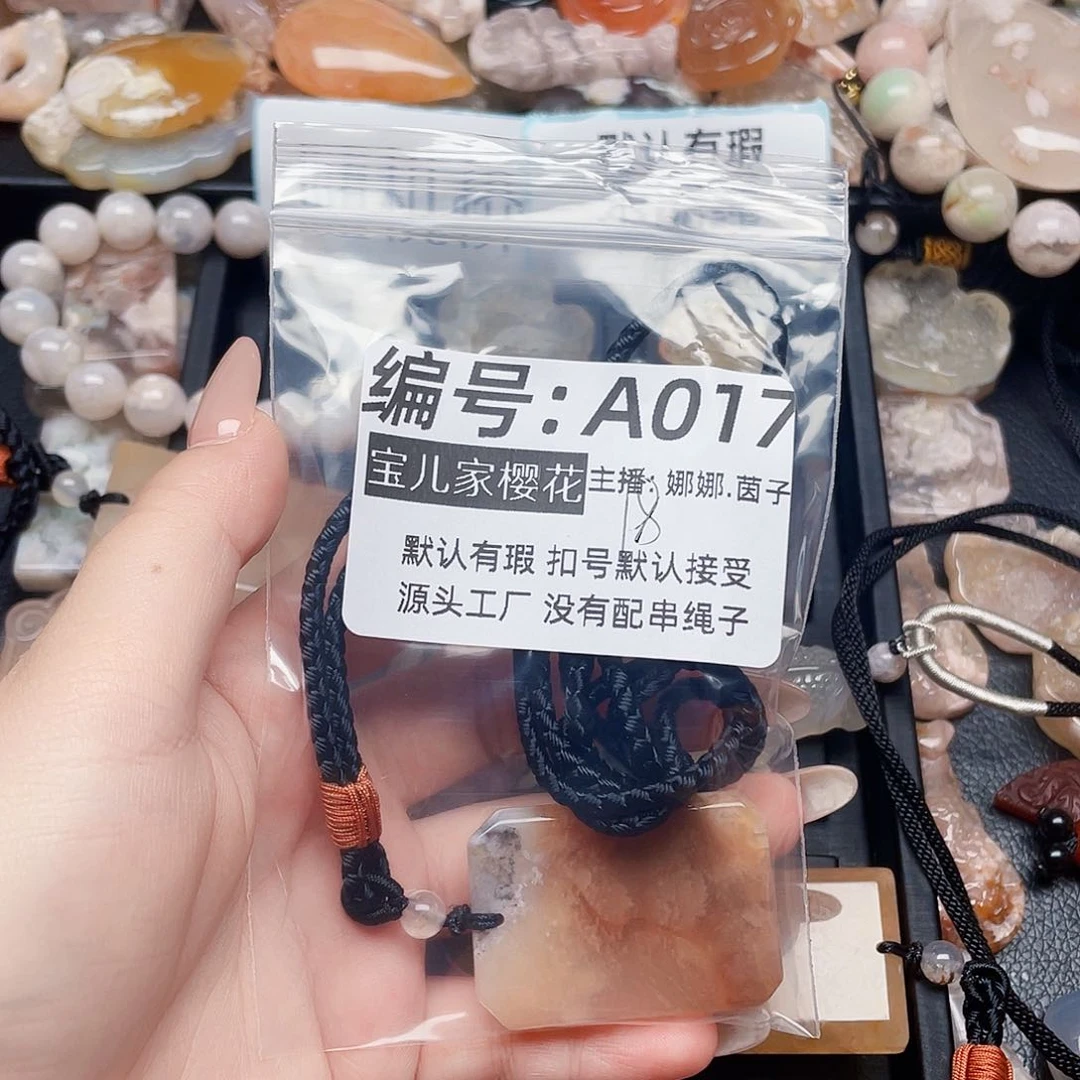 默认有瑕
编号:A017
宝儿家樱花 主播:娜娜.茵子
18
默认有瑕 扣号默认接受
源头工厂 没有配串绳子